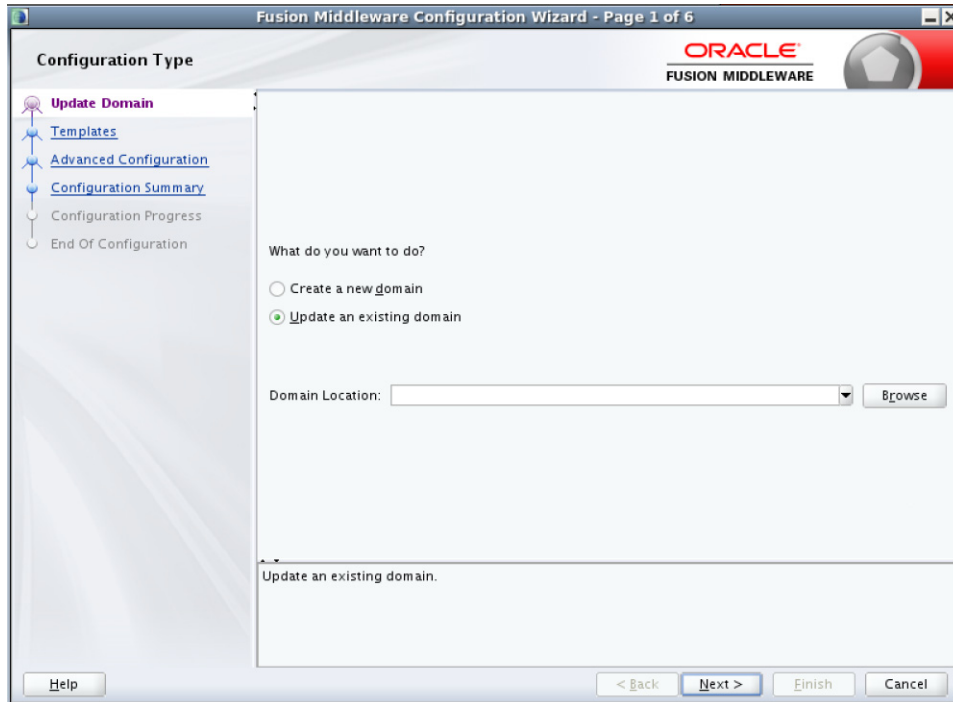 Fusion Middleware Configuration Wizard - Page 1 of 6
Configuration Type
ORACLE
FUSION MIDDLEWARE
Update Domain
Templates
Advanced Configuration
Configuration Summary
Configuration Progress
End Of Configuration
What do you want to do?
Create a new domain
Update an existing domain
Domain Location:
Browse
Update an existing domain.
Help
< Back
Next >
Finish
Cancel